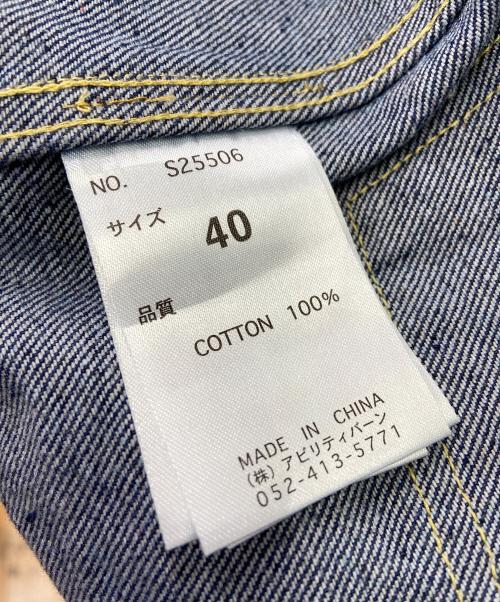 NO. S25506
サイズ 40
品質
COTTON 100%
MADE IN CHINA
(株) アビリティバーン
052-413-5771